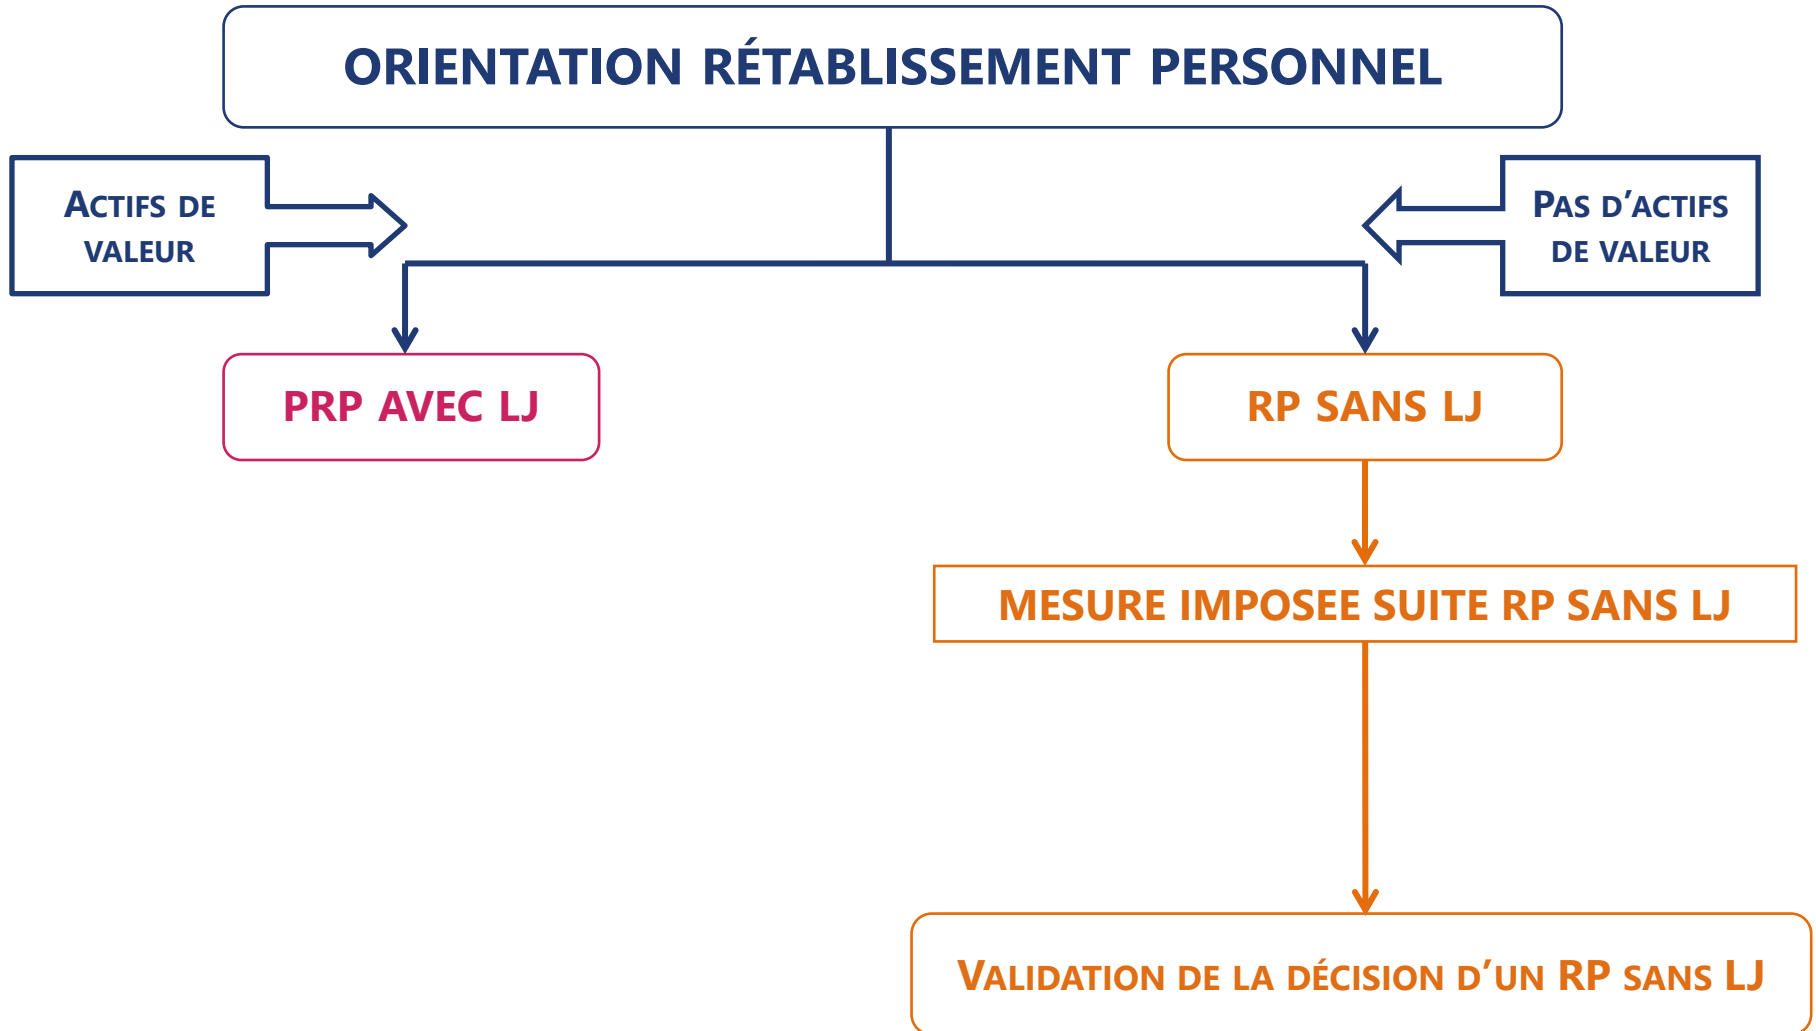 ORIENTATION RÉTABLISSEMENT PERSONNEL
ACTIFS DE
VALEUR
PAS D’ACTIFS
DE VALEUR
PRP AVEC LJ
RP SANS LJ
MESURE IMPOSEE SUITE RP SANS LJ
VALIDATION DE LA DÉCISION D’UN RP SANS LJ